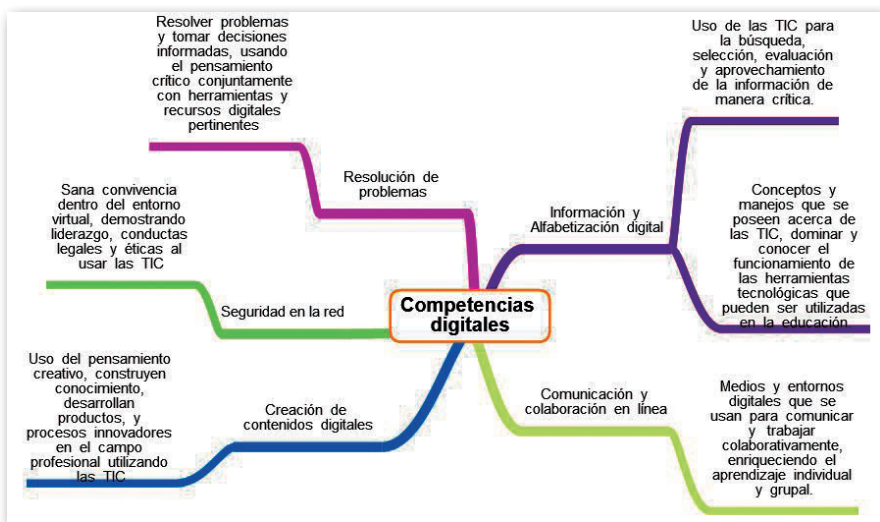 Competencias
digitales
Resolución de
problemas
Resolver problemas
y tomar decisiones
informadas, usando
el pensamiento
crítico conjuntamente
con herramientas y
recursos digitales
pertinentes
Seguridad en la red
Sana convivencia
dentro del entorno
virtual, demostrando
liderazgo, conductas
legales y éticas al
usar las TIC
Creación de
contenidos digitales
Uso del pensamiento
creativo, construyen
conocimiento,
desarrollan
productos, y
procesos innovadores
en el campo
profesional utilizando
las TIC
Información y
Alfabetización digital
Uso de las TIC para
la búsqueda,
selección, evaluación
y aprovechamiento
de la información de
manera crítica.
Conceptos y
manejos que se
poseen acerca de
las TIC, dominar y
conocer el
funcionamiento de
las herramientas
tecnológicas que
pueden ser utilizadas
en la educación.
Comunicación y
colaboración en línea
Medios y entornos
digitales que se
usan para comunicar
y trabajar
colaborativamente,
enriqueciendo el
aprendizaje individual
y grupal.